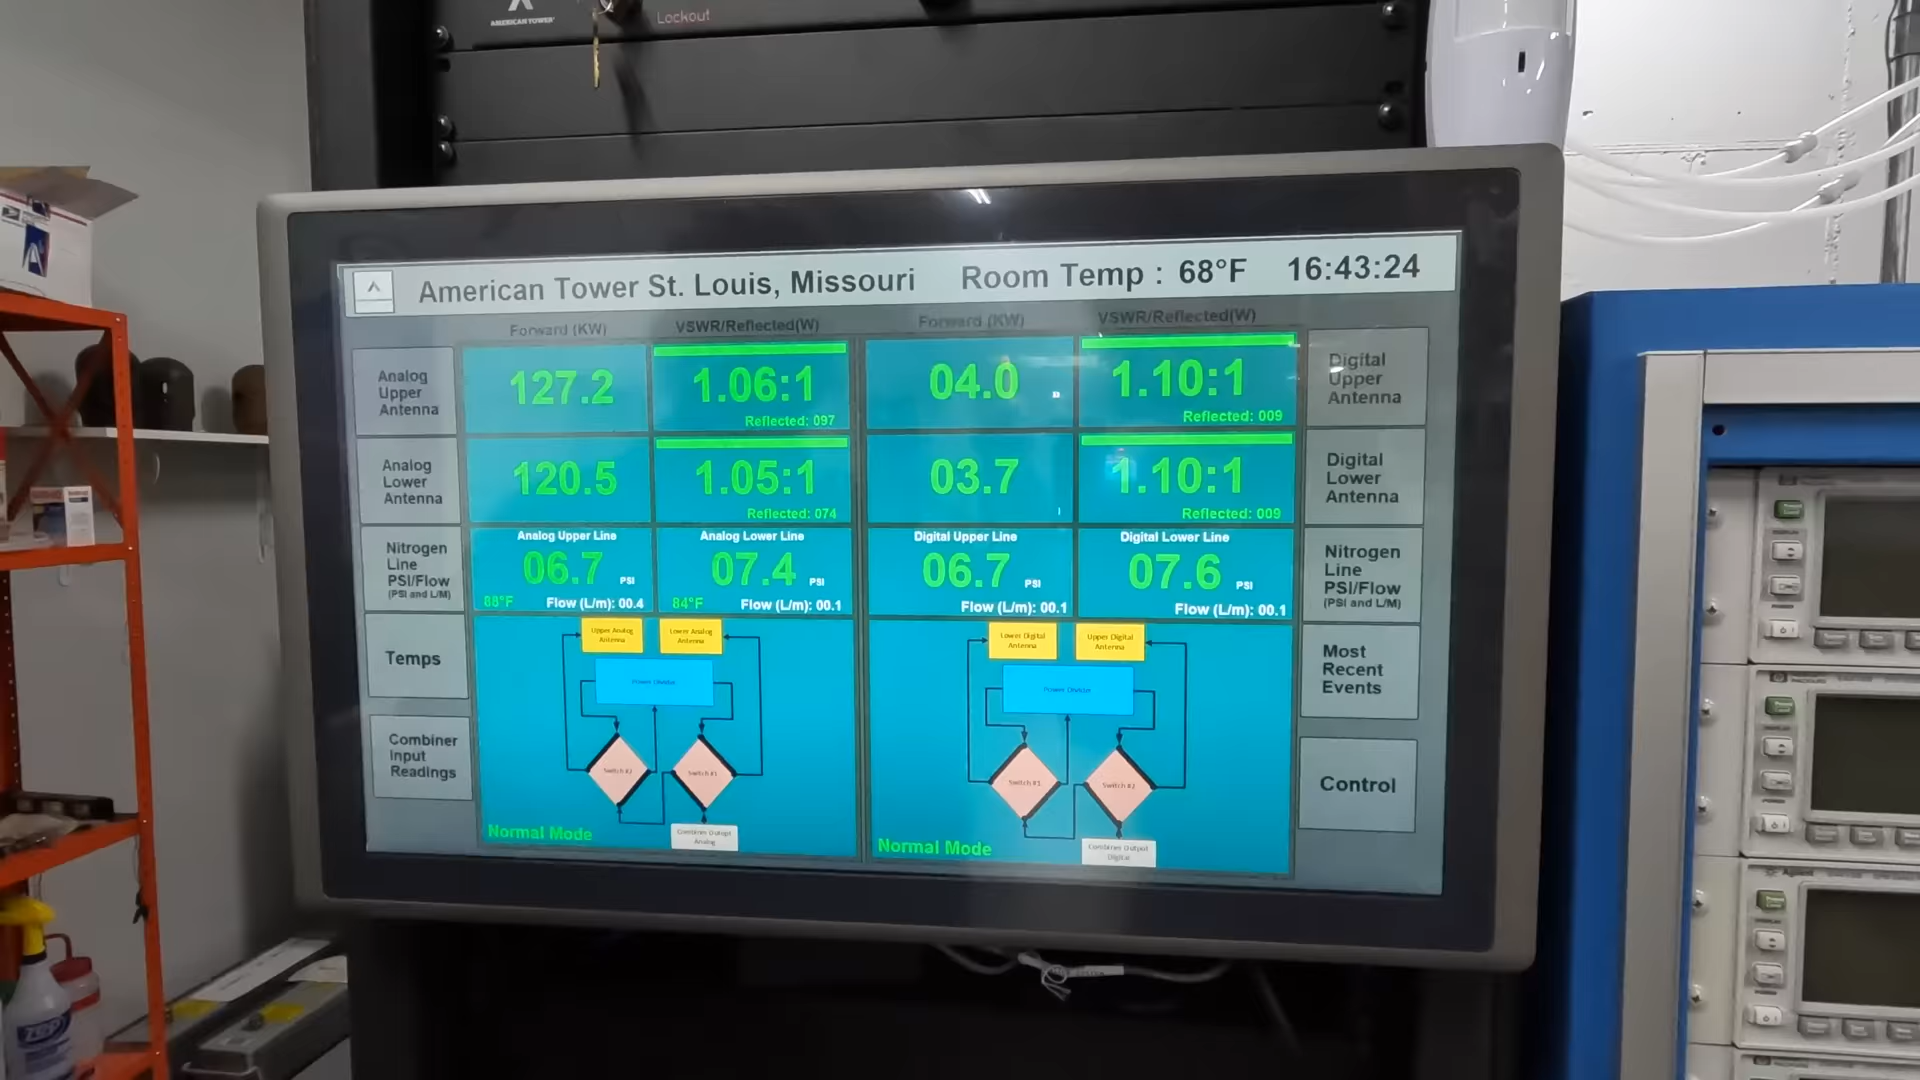 AMERICAN TOWER
Lockout
American Tower St. Louis, Missouri Room Temp : 68°F 16:43:24
Forward (KW) VSWR/Reflected(W) Forward (KW) VSWR/Reflected(W)
Analog Upper Antenna
127.2
1.06:1
Reflected: 097
04.0
1.10:1
Reflected: 009
Digital Upper Antenna
Analog Lower Antenna
120.5
1.05:1
Reflected: 074
03.7
1.10:1
Reflected: 009
Digital Lower Antenna
Nitrogen Line PSI/Flow
(PSI and L/M)
Analog Upper Line
06.7 PSI
88°F Flow (L/m): 00.4
Analog Lower Line
07.4 PSI
84°F Flow (L/m): 00.1
Digital Upper Line
06.7 PSI
Flow (L/m): 00.1
Digital Lower Line
07.6 PSI
Flow (L/m): 00.1
Nitrogen Line PSI/Flow
(PSI and L/M)
Temps
Combiner Input Readings
Upper Analog Antenna
Lower Analog Antenna
Power Divider
Switch #2
Switch #1
Combiner Output Analog
Normal Mode
Lower Digital Antenna
Upper Digital Antenna
Power Divider
Switch #1
Switch #2
Combiner Output Digital
Normal Mode
Most Recent Events
Control
ZEP
Agilent